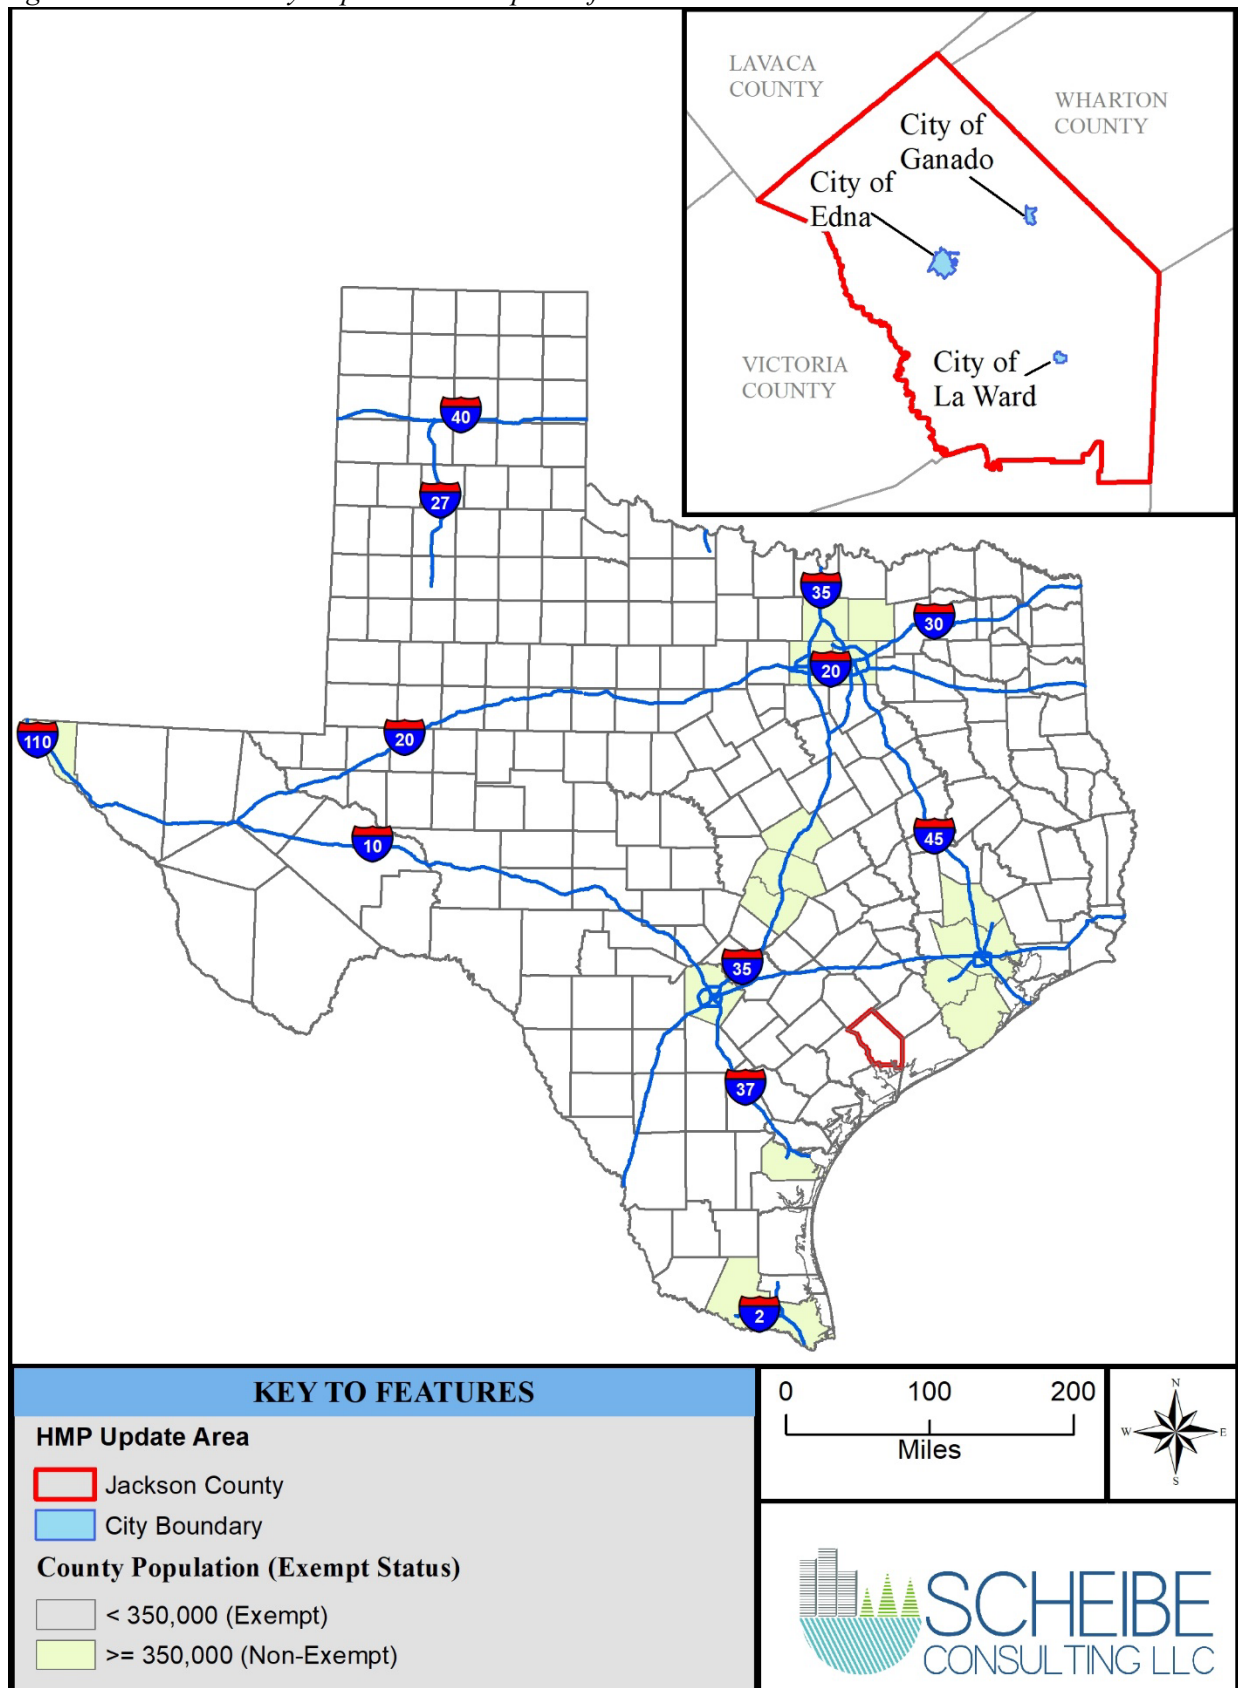 LAVACA
COUNTY
WHARTON
COUNTY
City of
Ganado
City of
Edna
VICTORIA
COUNTY
City of
La Ward
40
27
35
30
20
110
20
10
45
35
37
2
KEY TO FEATURES
HMP Update Area
Jackson County
City Boundary
County Population (Exempt Status)
< 350,000 (Exempt)
>= 350,000 (Non-Exempt)
0 100 200
Miles
N
W E
S
SCHEIBE
CONSULTING LLC